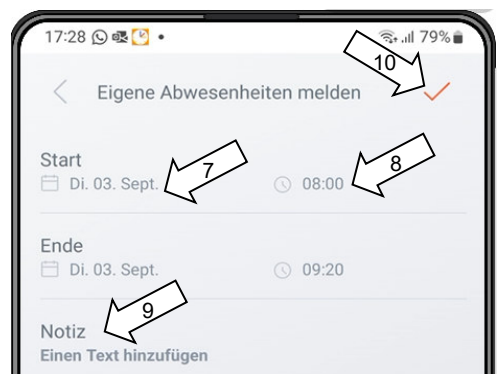 17:28 79%
10
Eigene Abwesenheiten melden
Start
7
8
Di. 03. Sept. 08:00
Ende
Di. 03. Sept. 09:20
9
Notiz
Einen Text hinzufügen